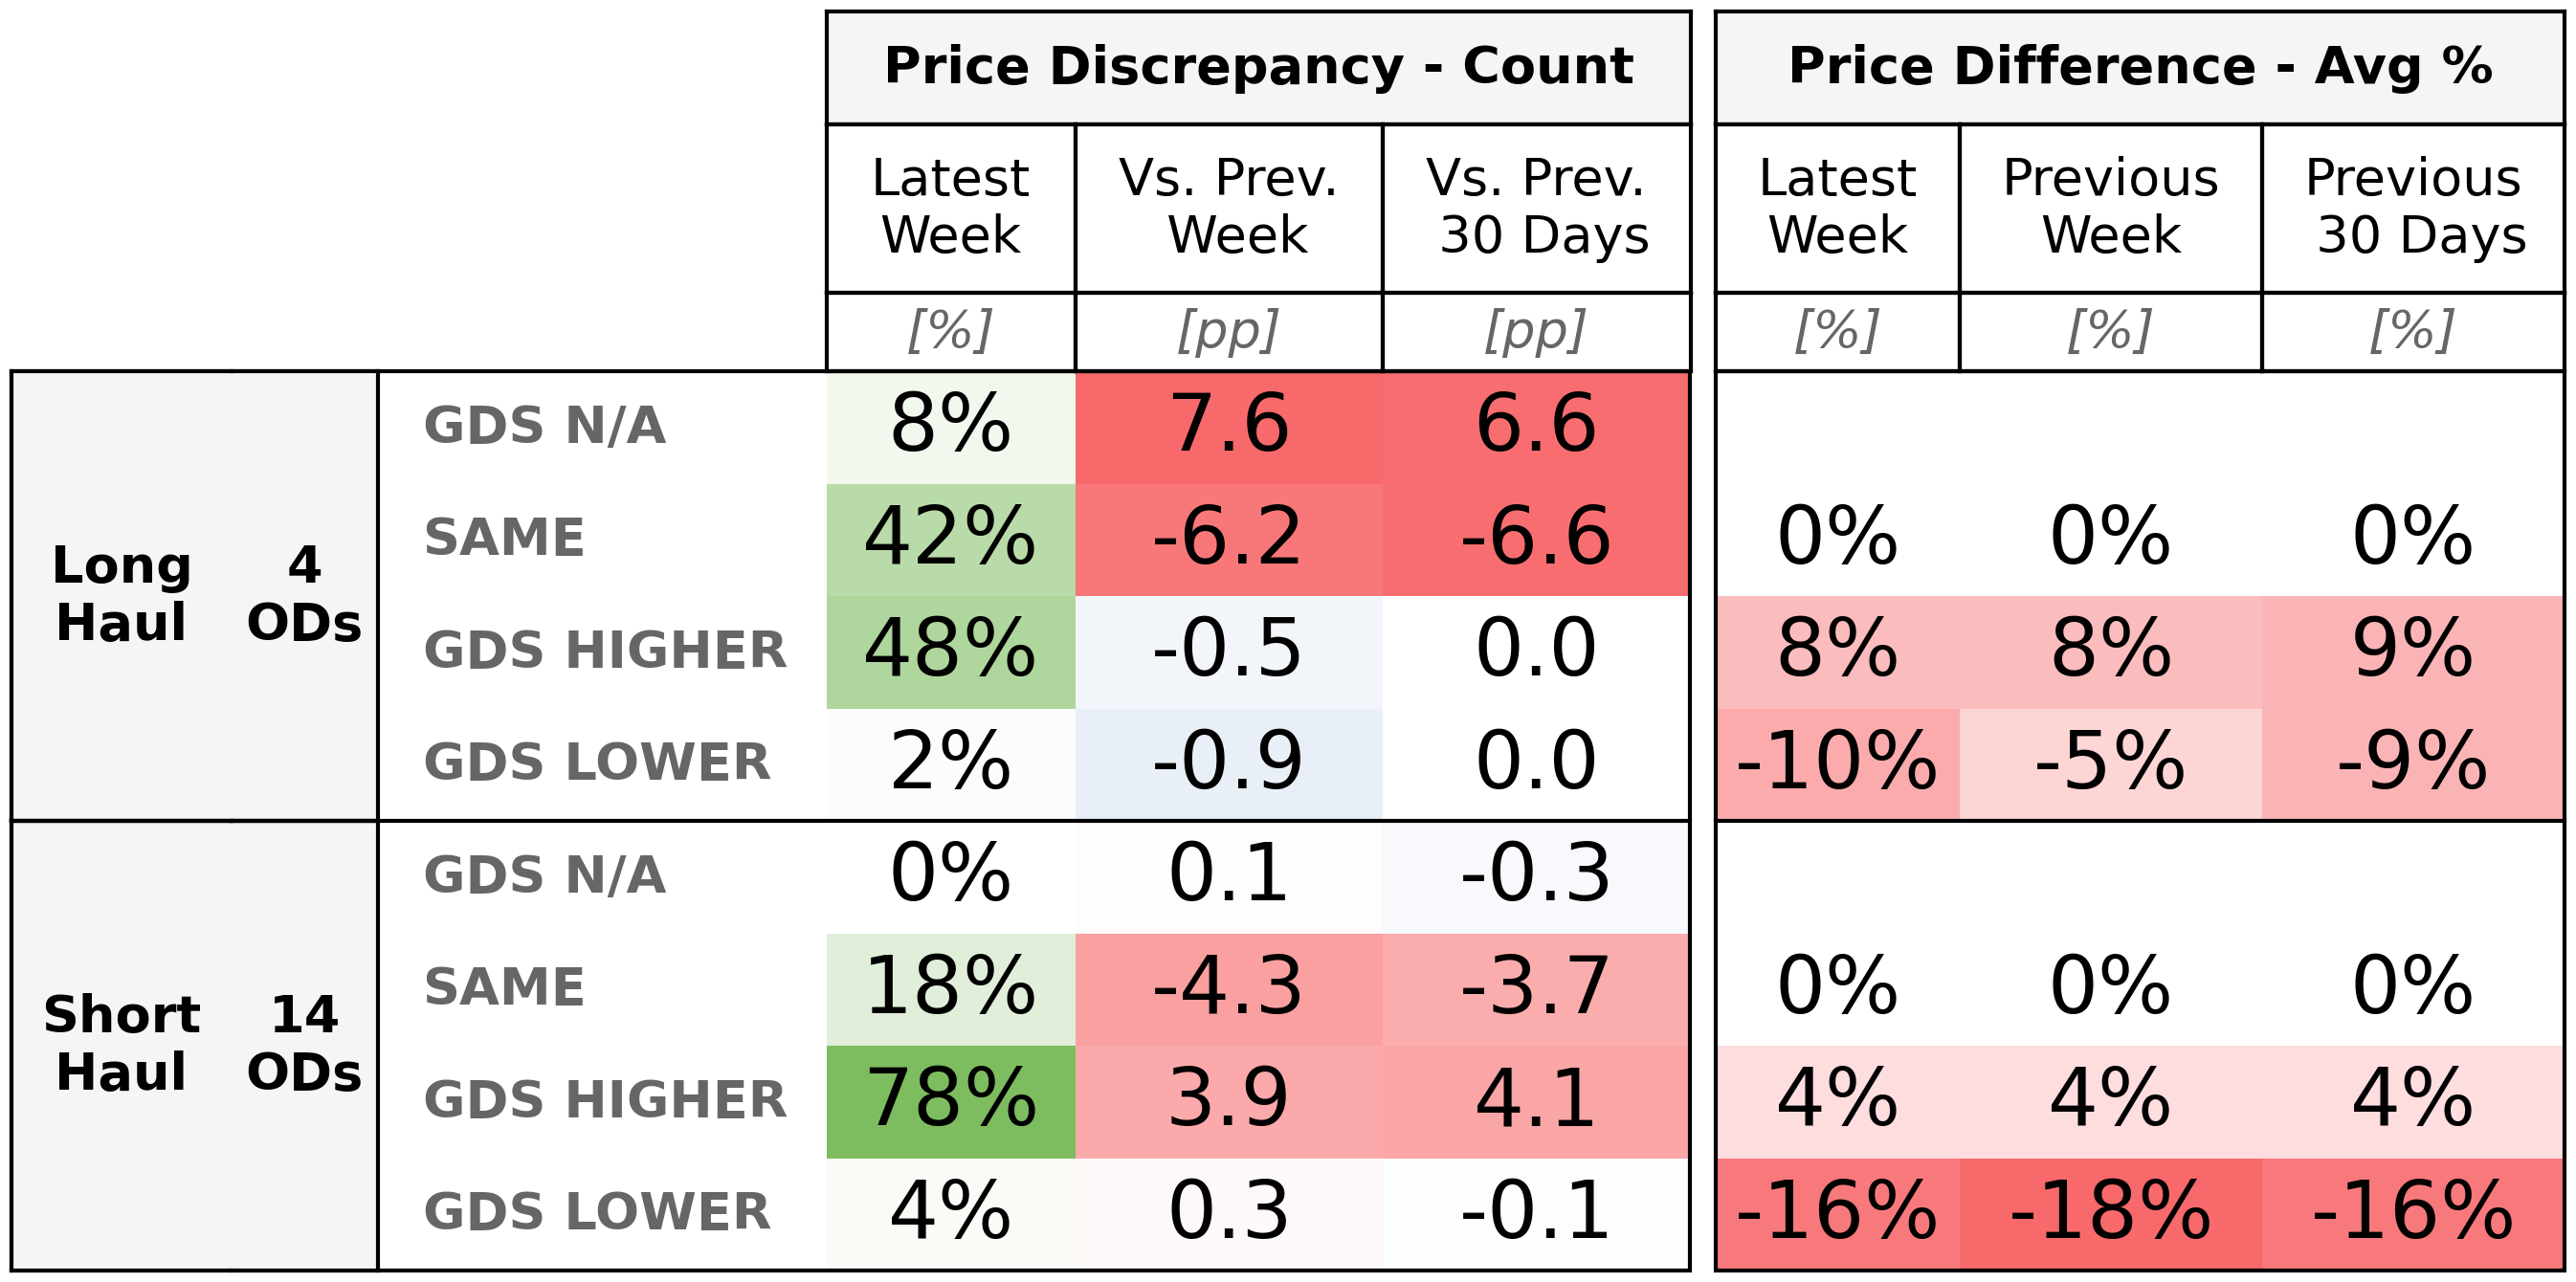 Price Discrepancy - Count Price Difference - Avg %
Latest Week Vs. Prev. Week Vs. Prev. 30 Days Latest Week Previous Week Previous 30 Days
[%] [pp] [pp] [%] [%] [%]
Long Haul 4 ODs
GDS N/A 8% 7.6 6.6
SAME 42% -6.2 -6.6 0% 0% 0%
GDS HIGHER 48% -0.5 0.0 8% 8% 9%
GDS LOWER 2% -0.9 0.0 -10% -5% -9%
Short Haul 14 ODs
GDS N/A 0% 0.1 -0.3
SAME 18% -4.3 -3.7 0% 0% 0%
GDS HIGHER 78% 3.9 4.1 4% 4% 4%
GDS LOWER 4% 0.3 -0.1 -16% -18% -16%